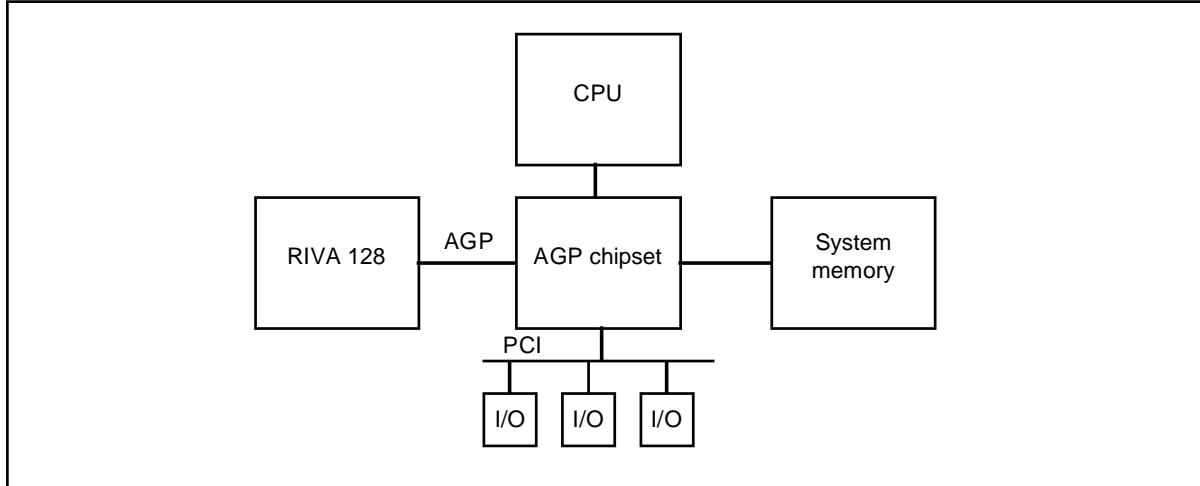 CPU
RIVA 128
AGP
AGP chipset
System
memory
PCI
I/O
I/O
I/O